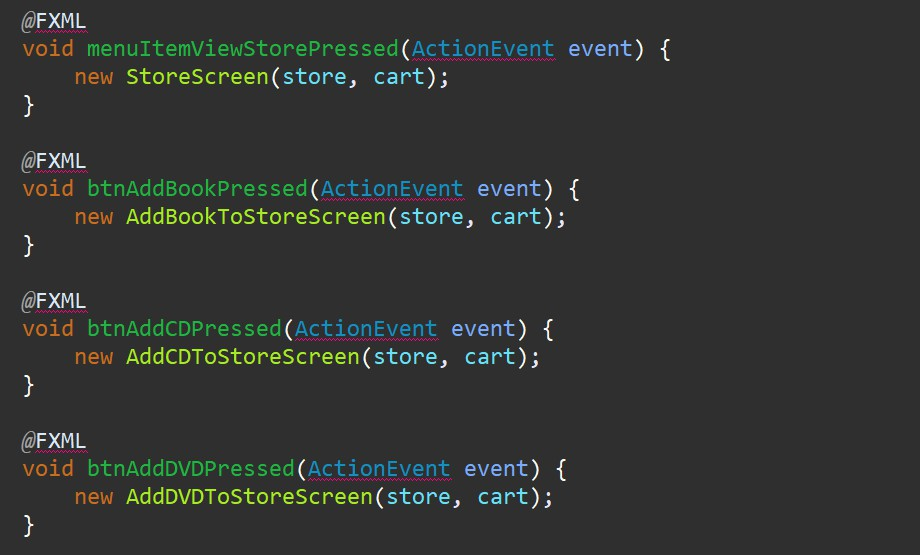 @FXML
void menuItemViewStorePressed(ActionEvent event) {
    new StoreScreen(store, cart);
}
@FXML
void btnAddBookPressed(ActionEvent event) {
    new AddBookToStoreScreen(store, cart);
}
@FXML
void btnAddCDPressed(ActionEvent event) {
    new AddCDToStoreScreen(store, cart);
}
@FXML
void btnAddDVDPressed(ActionEvent event) {
    new AddDVDToStoreScreen(store, cart);
}